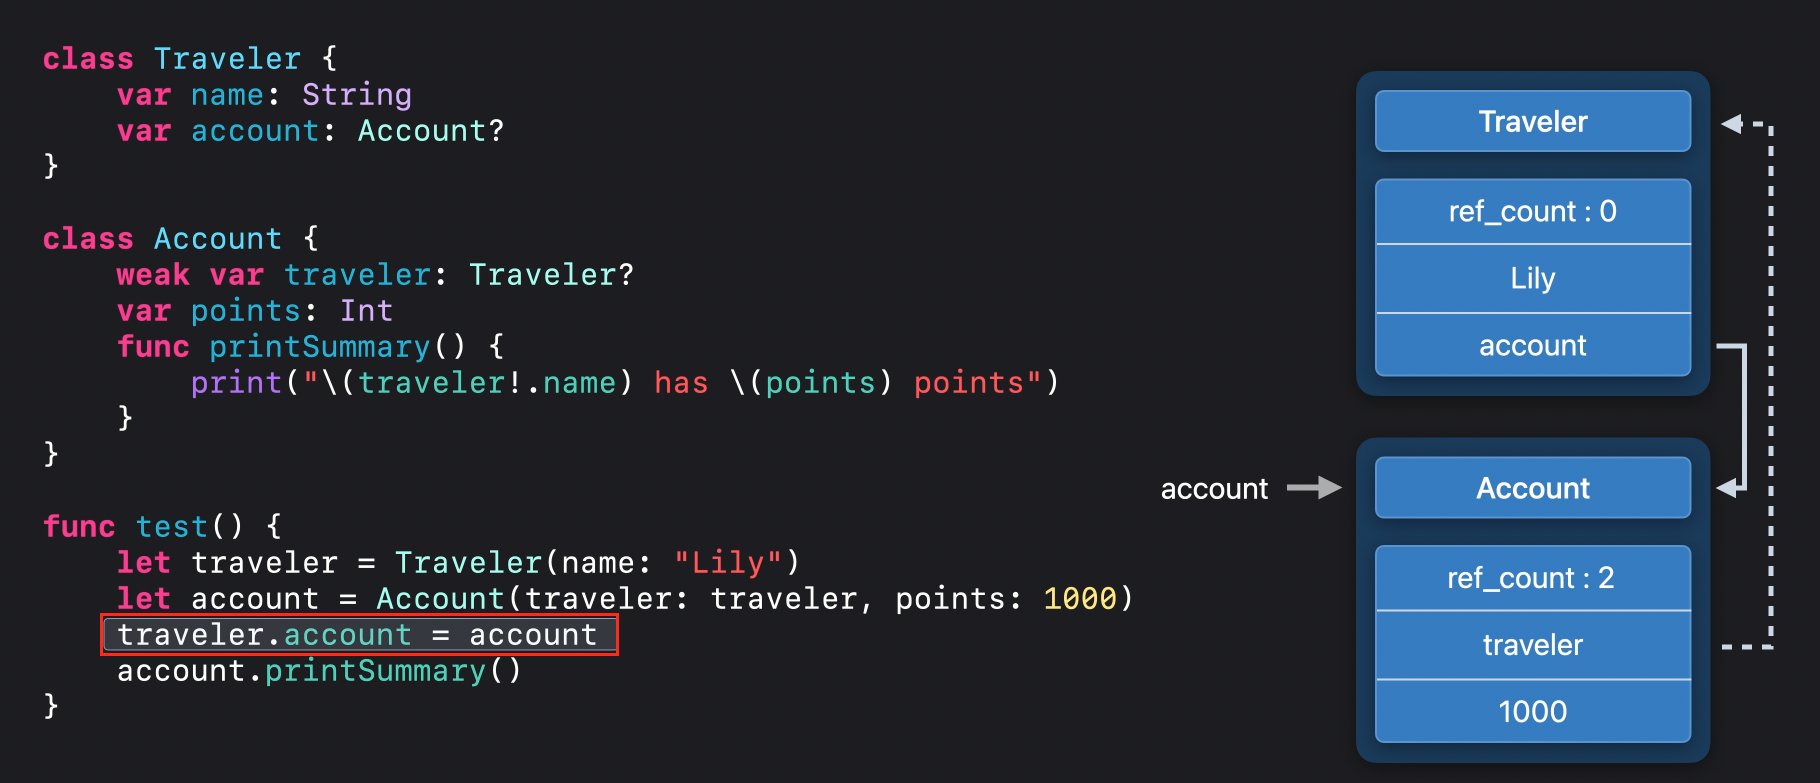 class Traveler {
    var name: String
    var account: Account?
}
class Account {
    weak var traveler: Traveler?
    var points: Int
    func printSummary() {
        print("\(traveler!.name) has \(points) points")
    }
}
func test() {
    let traveler = Traveler(name: "Lily")
    let account = Account(traveler: traveler, points: 1000)
    traveler.account = account
    account.printSummary()
}
Traveler
ref_count : 0
Lily
account
account
Account
ref_count : 2
traveler
1000